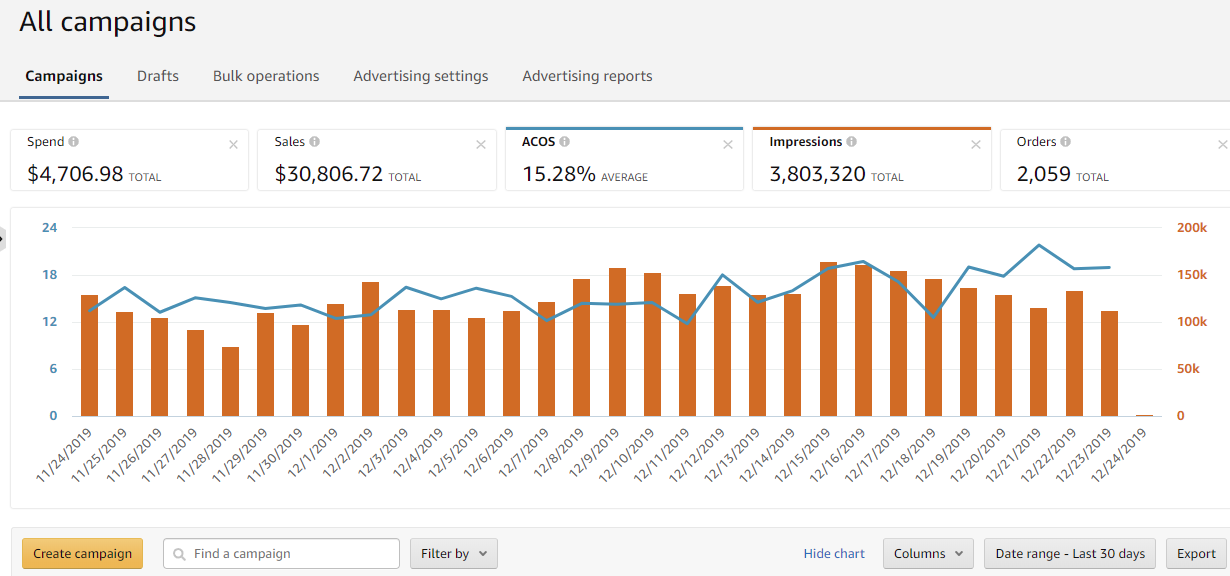 All campaigns
Campaigns Drafts Bulk operations Advertising settings Advertising reports
Spend Sales ACOS Impressions Orders
$4,706.98 TOTAL $30,806.72 TOTAL 15.28% AVERAGE 3,803,320 TOTAL 2,059 TOTAL
24 200k
18 150k
12 100k
6 50k
0 0
11/24/2019 11/25/2019 11/26/2019 11/27/2019 11/28/2019 11/29/2019 11/30/2019 12/1/2019 12/2/2019 12/3/2019 12/4/2019 12/5/2019 12/6/2019 12/7/2019 12/8/2019 12/9/2019 12/10/2019 12/11/2019 12/12/2019 12/13/2019 12/14/2019 12/15/2019 12/16/2019 12/17/2019 12/18/2019 12/19/2019 12/20/2019 12/21/2019 12/22/2019 12/23/2019 12/24/2019
Create campaign Find a campaign Filter by Hide chart Columns Date range - Last 30 days Export